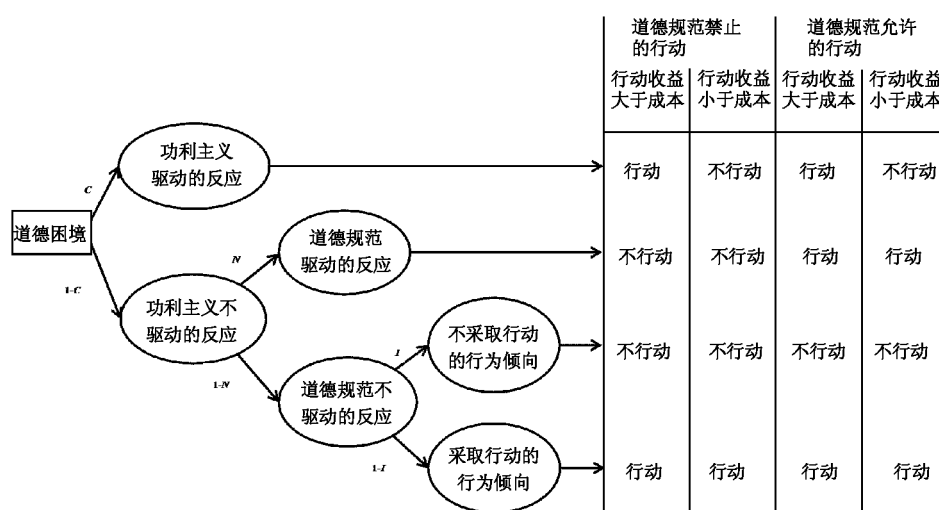 道德规范禁止
的行动
道德规范允许
的行动
行动收益
大于成本
行动收益
小于成本
行动收益
大于成本
行动收益
小于成本
功利主义
驱动的反应
行动
不行动
行动
不行动
C
道德困境
道德规范
驱动的反应
不行动
不行动
行动
行动
N
1-C
功利主义不
驱动的反应
不采取行动
的行为倾向
不行动
不行动
不行动
不行动
I
1-N
道德规范不
驱动的反应
1-I
采取行动的
行为倾向
行动
行动
行动
行动